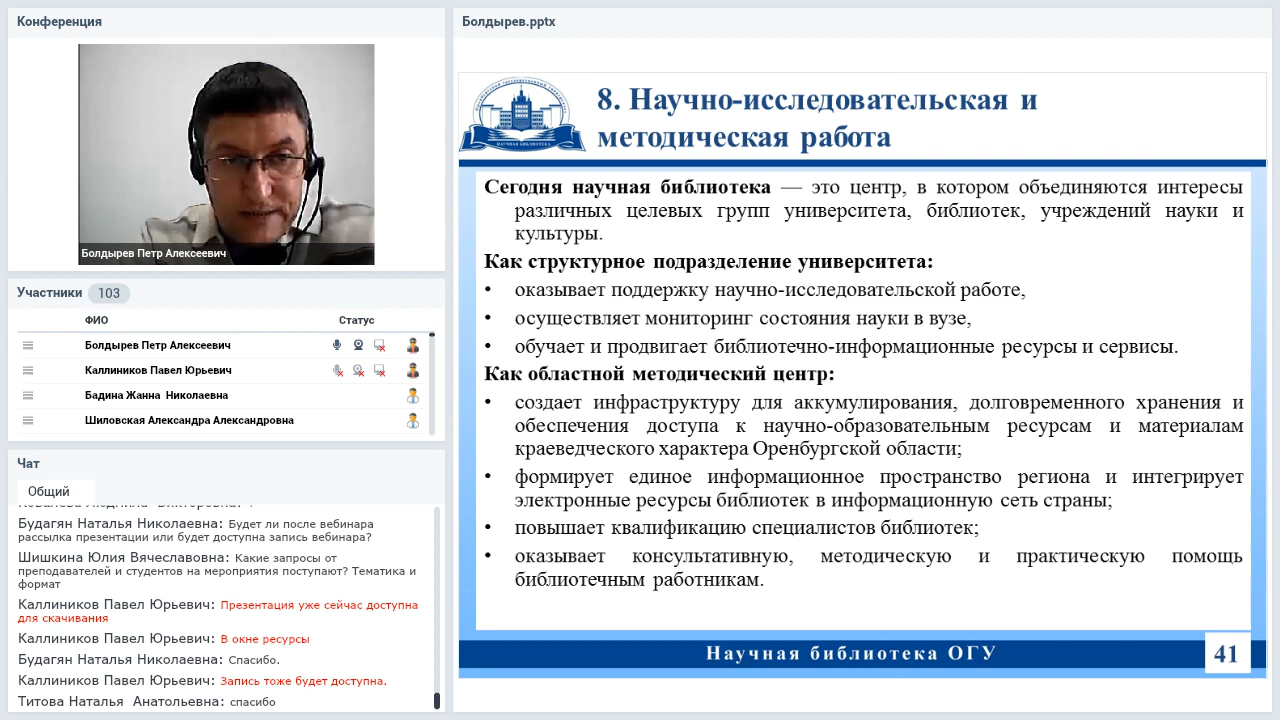 Конференция
Болдырев Петр Алексеевич
Участники 103
ФИО Статус
Болдырев Петр Алексеевич
Каллиников Павел Юрьевич
Бадина Жанна Николаевна
Шиловская Александра Александровна
Чат
Общий
Будагян Наталья Николаевна: Будет ли после вебинара
рассылка презентации или будет доступна запись вебинара?
Шишкина Юлия Вячеславовна: Какие запросы от
преподавателей и студентов на мероприятия поступают? Тематика и
формат
Каллиников Павел Юрьевич: Презентация уже сейчас доступна
для скачивания
Каллиников Павел Юрьевич: В окне ресурсы
Будагян Наталья Николаевна: Спасибо.
Каллиников Павел Юрьевич: Запись тоже будет доступна.
Титова Наталья Анатольевна: спасибо
Болдырев.pptx
НАУЧНАЯ БИБЛИОТЕКА
8. Научно-исследовательская и
методическая работа
Сегодня научная библиотека — это центр, в котором объединяются интересы
различных целевых групп университета, библиотек, учреждений науки и
культуры.
Как структурное подразделение университета:
• оказывает поддержку научно-исследовательской работе,
• осуществляет мониторинг состояния науки в вузе,
• обучает и продвигает библиотечно-информационные ресурсы и сервисы.
Как областной методический центр:
• создает инфраструктуру для аккумулирования, долговременного хранения и
обеспечения доступа к научно-образовательным ресурсам и материалам
краеведческого характера Оренбургской области;
• формирует единое информационное пространство региона и интегрирует
электронные ресурсы библиотек в информационную сеть страны;
• повышает квалификацию специалистов библиотек;
• оказывает консультативную, методическую и практическую помощь
библиотечным работникам.
Научная библиотека ОГУ
41